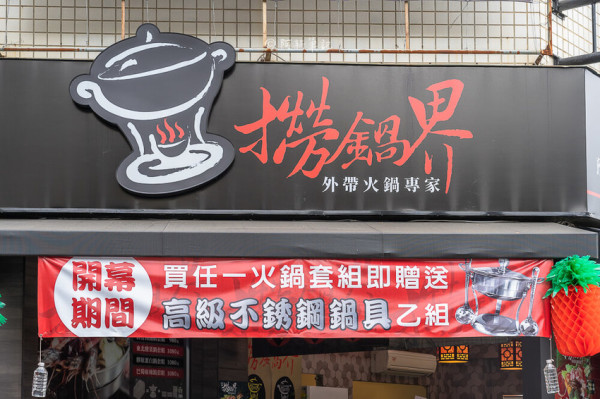 撈鍋界
外帶火鍋專家
開幕
期間
買任一火鍋套組即贈送
高級不銹鋼鍋具乙組